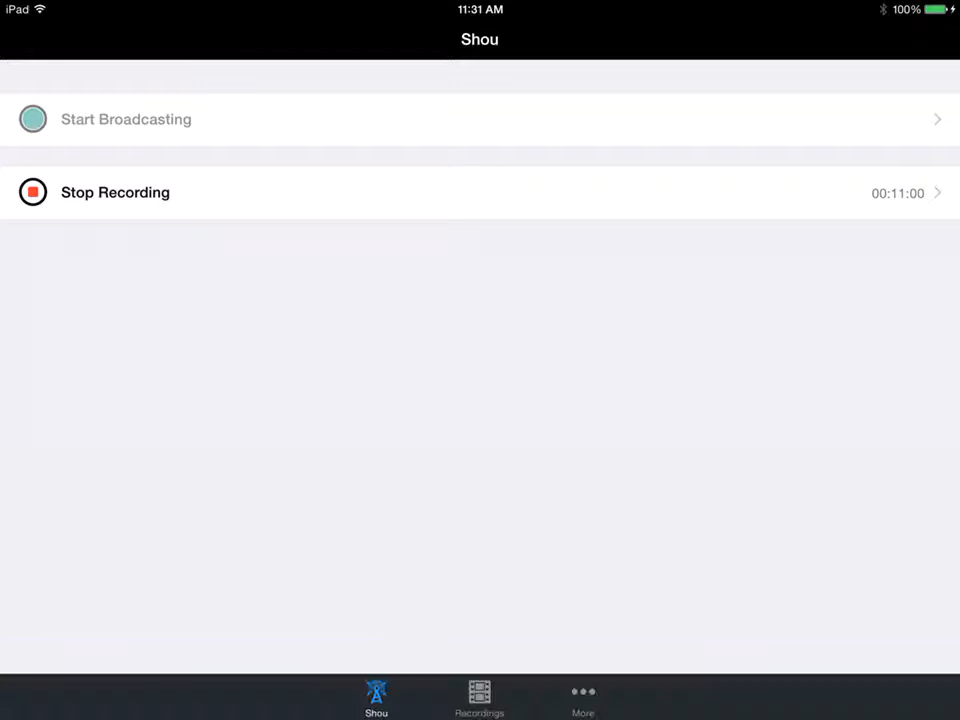 iPad 11:31 AM 100%
Shou
Start Broadcasting
Stop Recording 00:11:00
Shou Recordings More